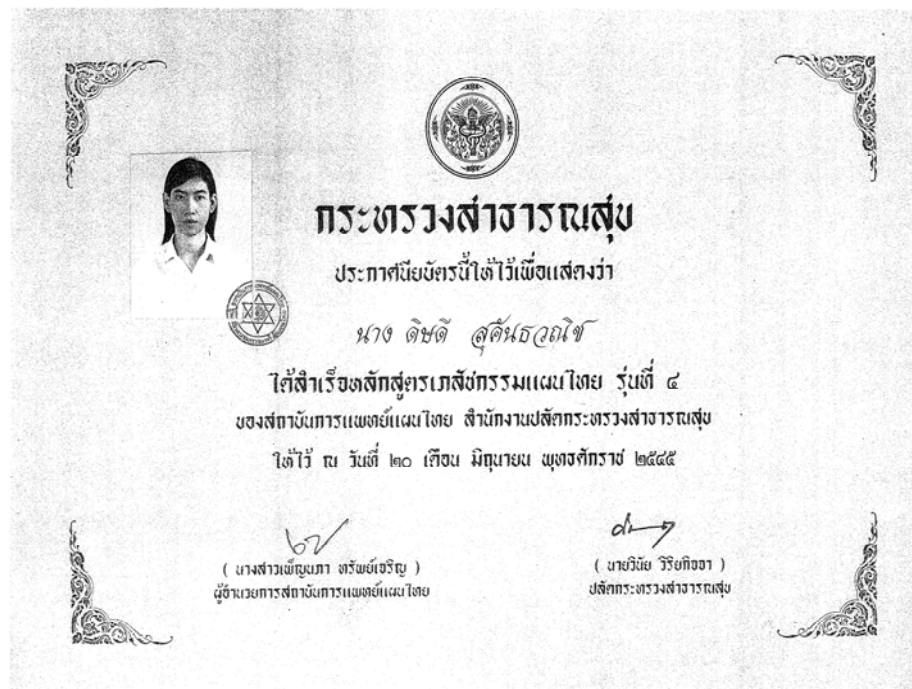 กระทรวงสาธารณสุข
ประกาศนียบัตรนี้ให้ไว้เพื่อแสดงว่า
นาง ดิษดี สุคันธวณิช
ได้สำเร็จหลักสูตรเภสัชกรรมแผนไทย รุ่นที่ ๔
ของสถาบันการแพทย์แผนไทย สำนักงานปลัดกระทรวงสาธารณสุข
ให้ไว้ ณ วันที่ ๒๐ เดือน มิถุนายน พุทธศักราช ๒๕๔๕
( นางสาวเพ็ญนภา ทรัพย์เจริญ )
ผู้อำนวยการสถาบันการแพทย์แผนไทย
( นายวินัย วิริยกิจจา )
ปลัดกระทรวงสาธารณสุข